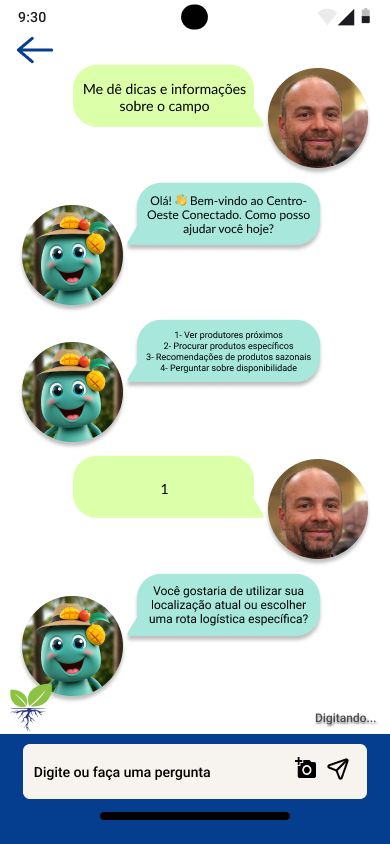 9:30
Me dê dicas e informações
sobre o campo
Olá! 👋 Bem-vindo ao Centro-
Oeste Conectado. Como posso
ajudar você hoje?
1- Ver produtores próximos
2- Procurar produtos específicos
3- Recomendações de produtos sazonais
4- Perguntar sobre disponibilidade
1
Você gostaria de utilizar sua
localização atual ou escolher
uma rota logística específica?
Digitando...
Digite ou faça uma pergunta